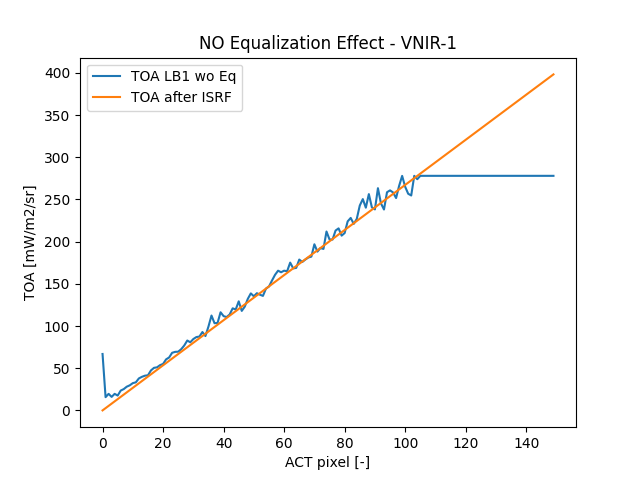 NO Equalization Effect - VNIR-1
TOA LB1 wo Eq
TOA after ISRF
TOA [mW/m2/sr]
400
350
300
250
200
150
100
50
0
0 20 40 60 80 100 120 140
ACT pixel [-]